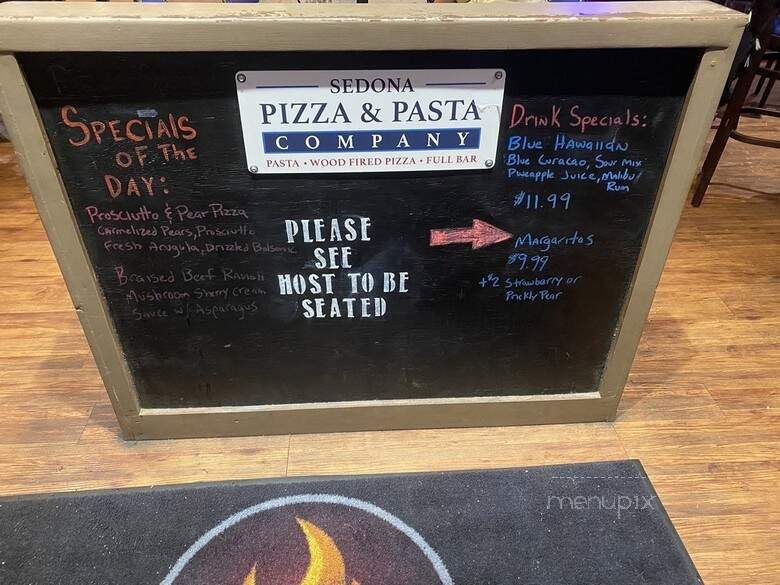 SEDONA
PIZZA & PASTA
COMPANY
PASTA • WOOD FIRED PIZZA • FULL BAR
SPECIALS
OF THE
DAY:
Prosciutto & Pear Pizza
Carmelized Pears, Prosciutto
Fresh Arugula, Drizzled Balsamic
Braised Beef Ravioli
Mushroom Sherry Cream
Sauce w/ Asparagus
PLEASE
SEE
HOST TO BE
SEATED
Drink Specials:
Blue Hawaiian
Blue Curacao, Sour Mix
Pineapple Juice, Malibu/
Rum
$11.99
Margaritas
$9.99
+$2 Strawbarry or
Prickly Pear
menupix